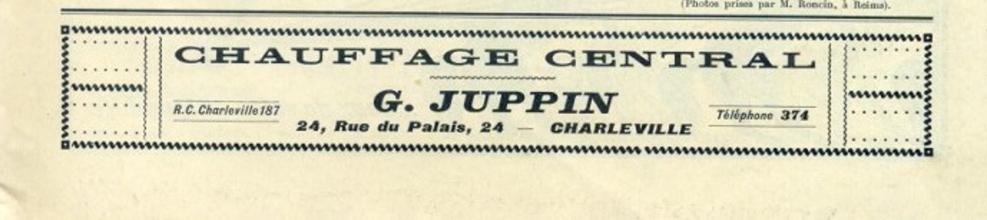 (Photos prises par M. Roncin, à Reims).
CHAUFFAGE CENTRAL
G. JUPPIN
R.C. Charleville 187
Téléphone 374
24, Rue du Palais, 24 — CHARLEVILLE